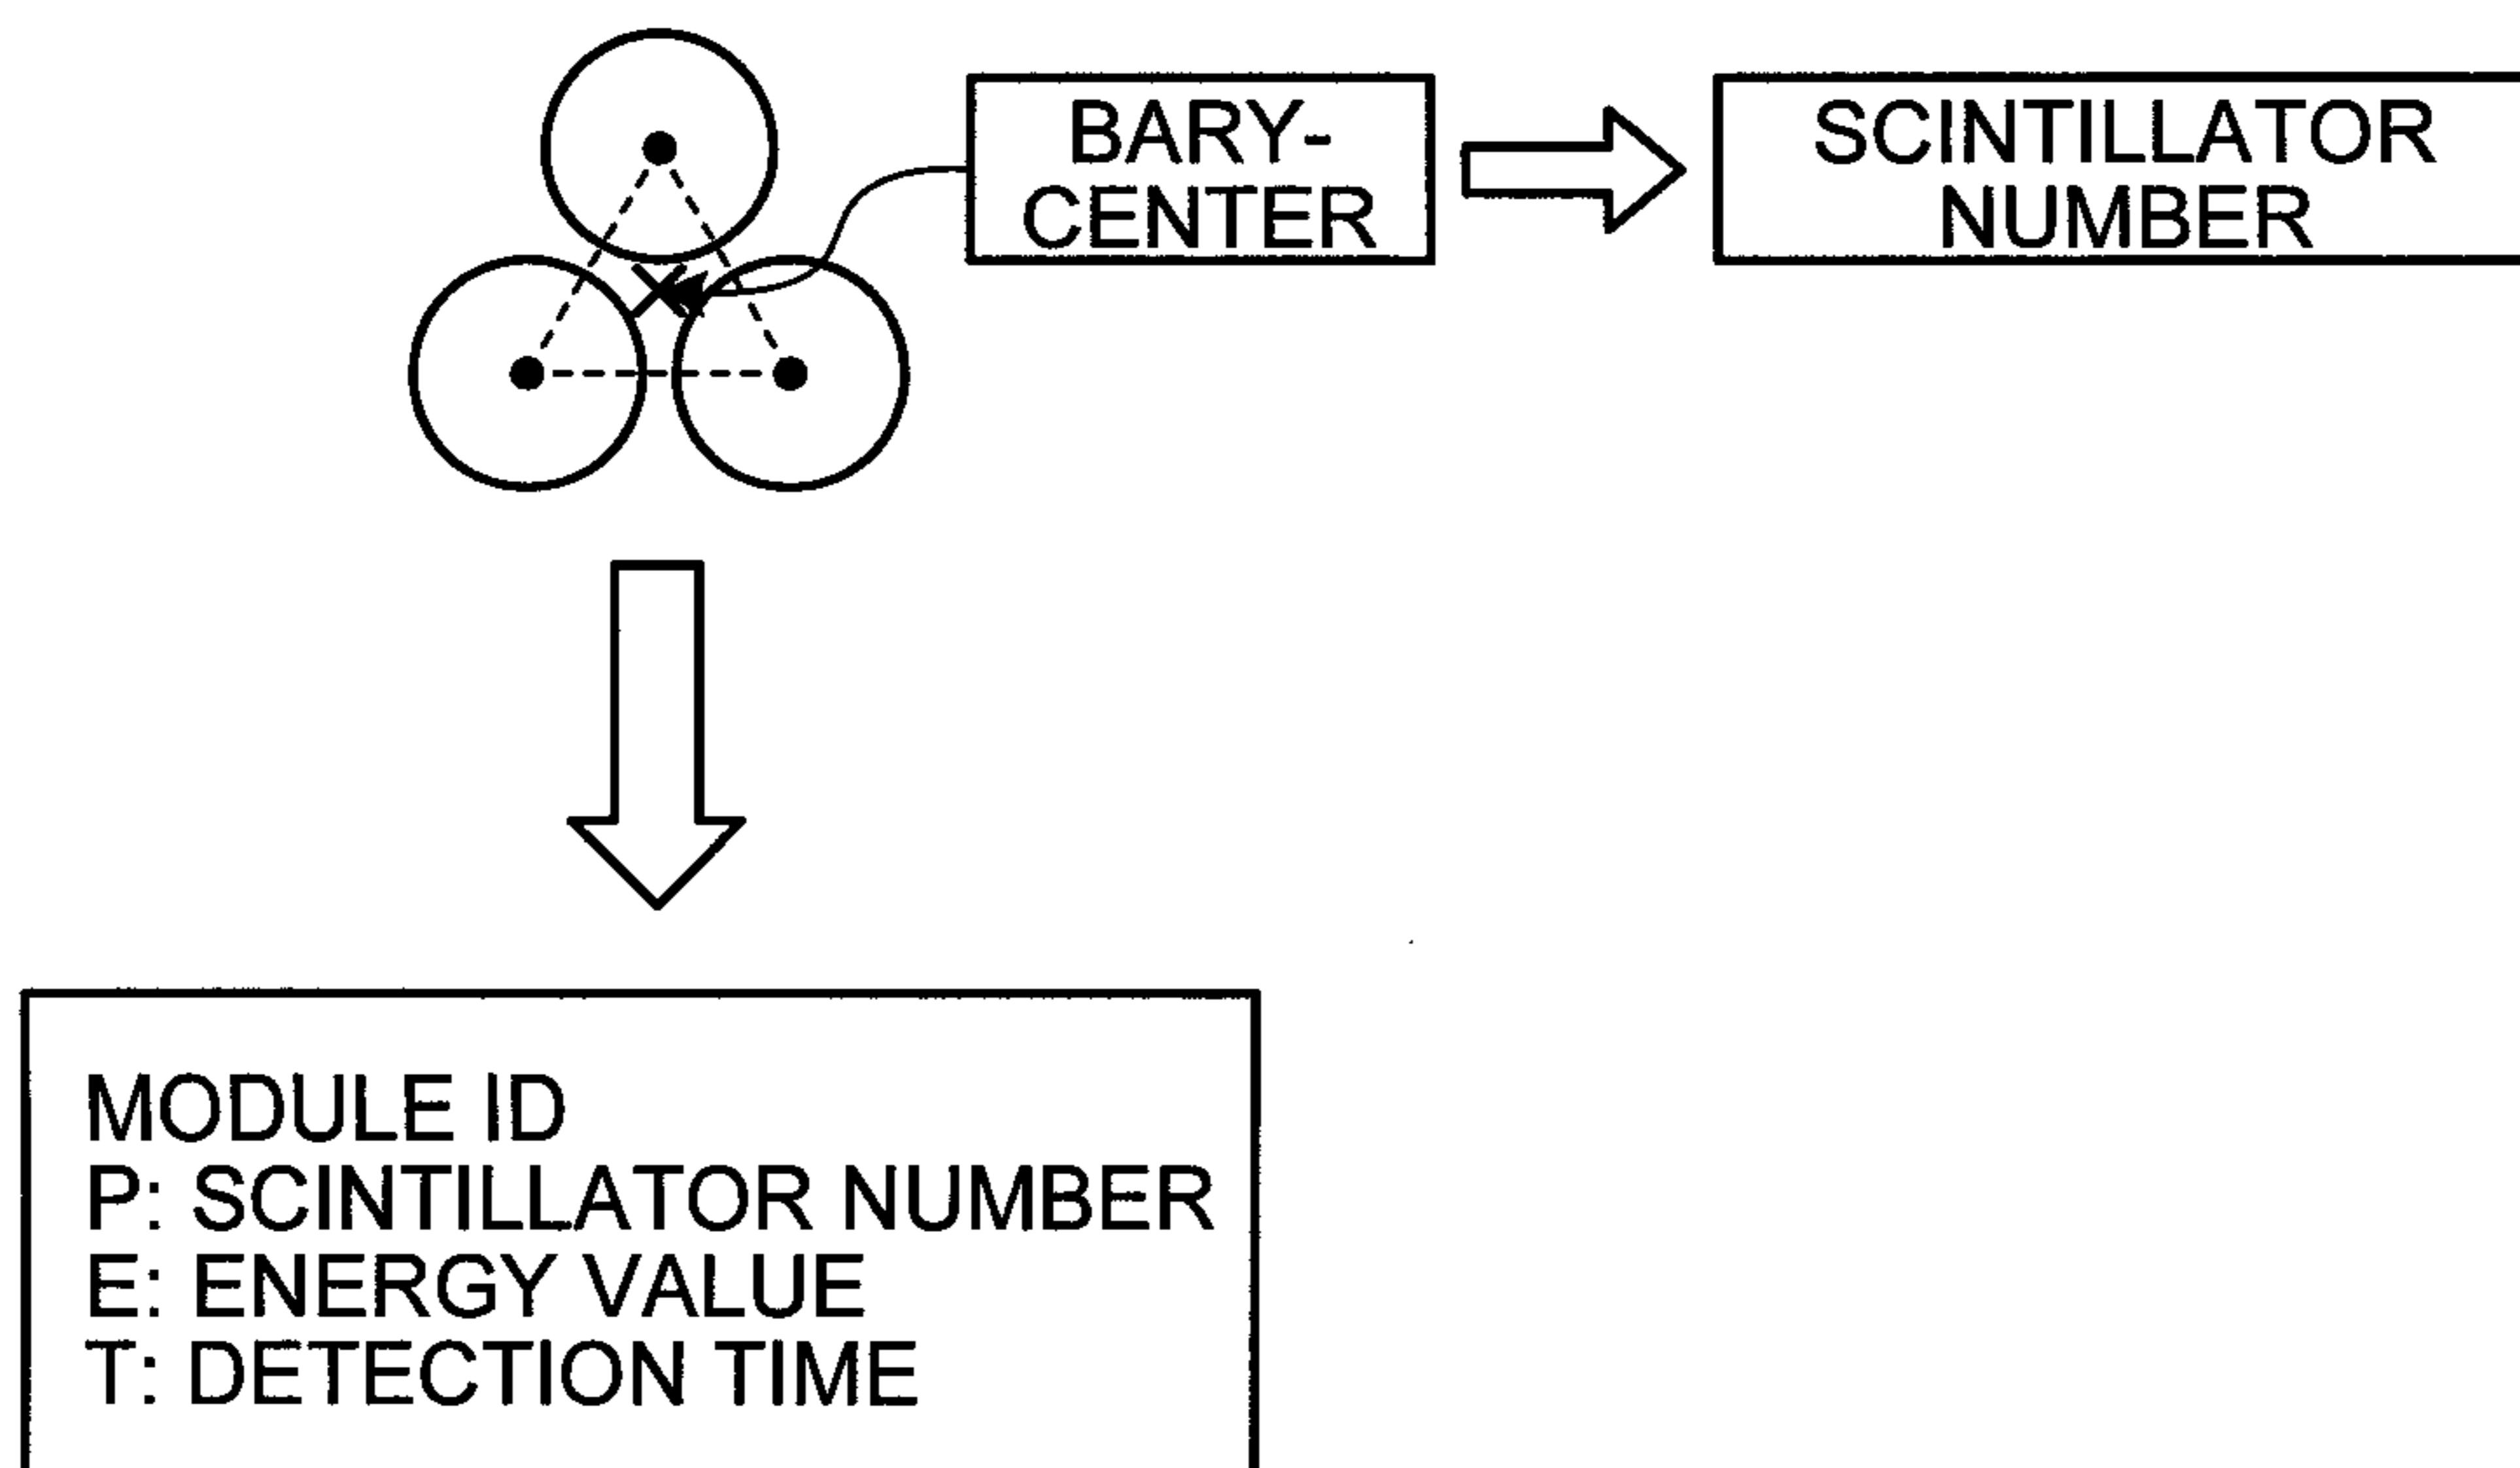 BARY-
CENTER
SCINTILLATOR
NUMBER
MODULE ID
P: SCINTILLATOR NUMBER
E: ENERGY VALUE
T: DETECTION TIME